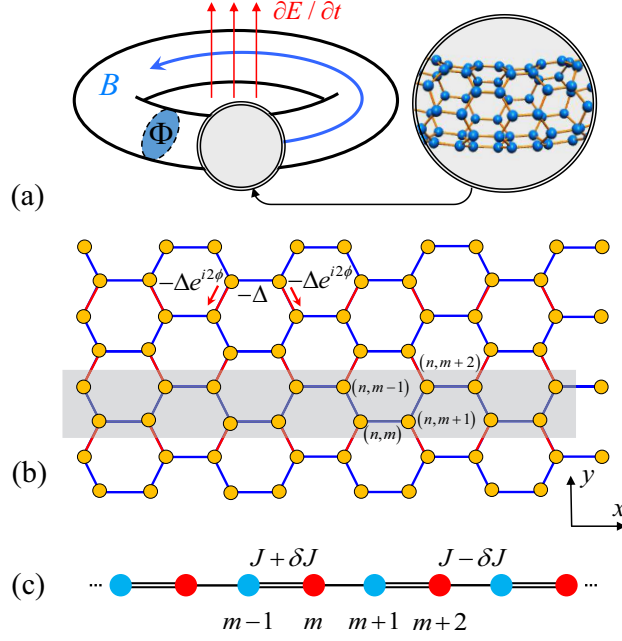 ∂E / ∂t
B
Φ
(a)
−Δe^{i2ϕ}
−Δ
−Δe^{i2ϕ}
(n, m+2)
(n, m−1)
(n, m)
(n, m+1)
(b)
y
x
J + δJ
J − δJ
(c)
...
...
m−1
m
m+1
m+2